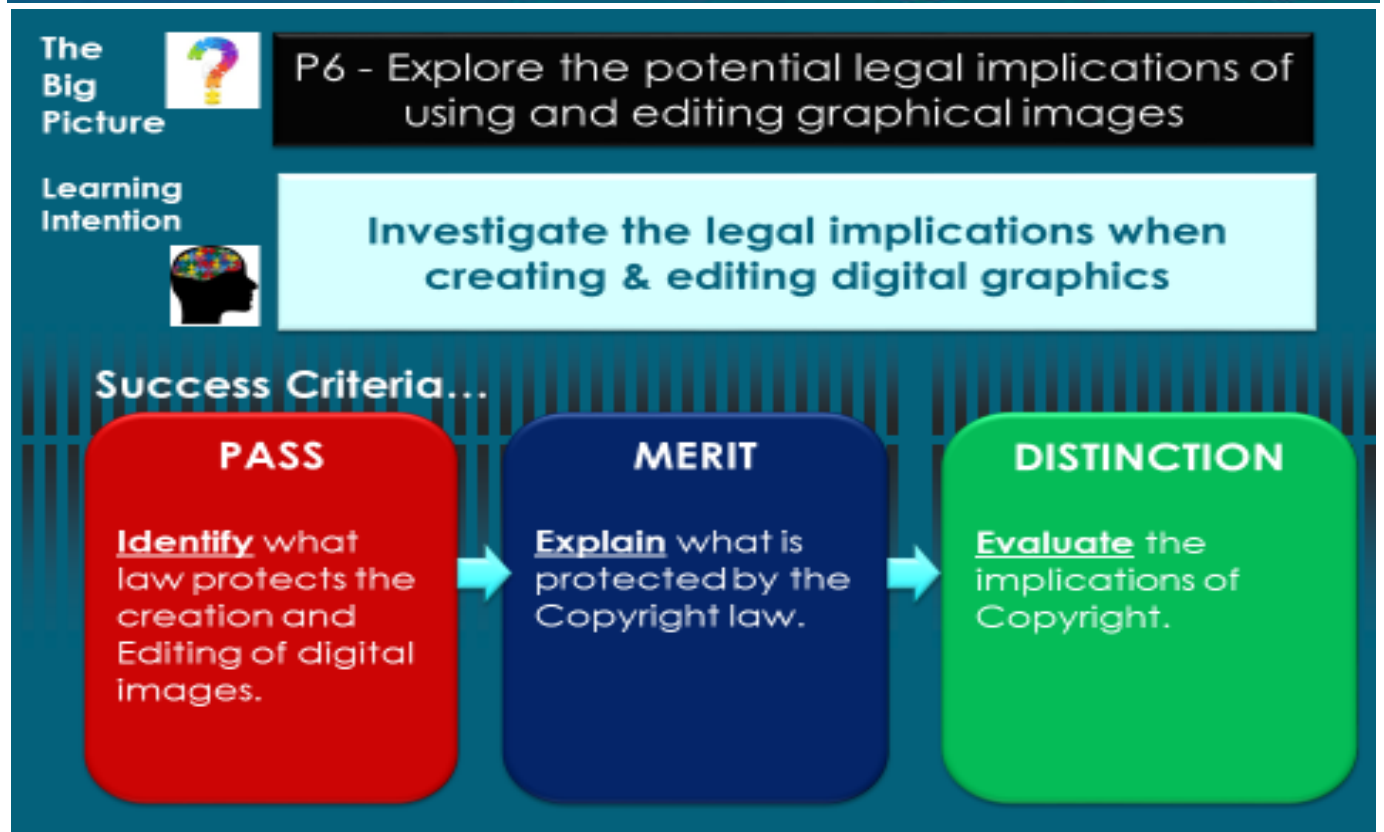 The
Big
Picture
P6 - Explore the potential legal implications of
using and editing graphical images
Learning
Intention
Investigate the legal implications when
creating & editing digital graphics
Success Criteria...
PASS
Identify what
law protects the
creation and
Editing of digital
images.
MERIT
Explain what is
protected by the
Copyright law.
DISTINCTION
Evaluate the
implications of
Copyright.